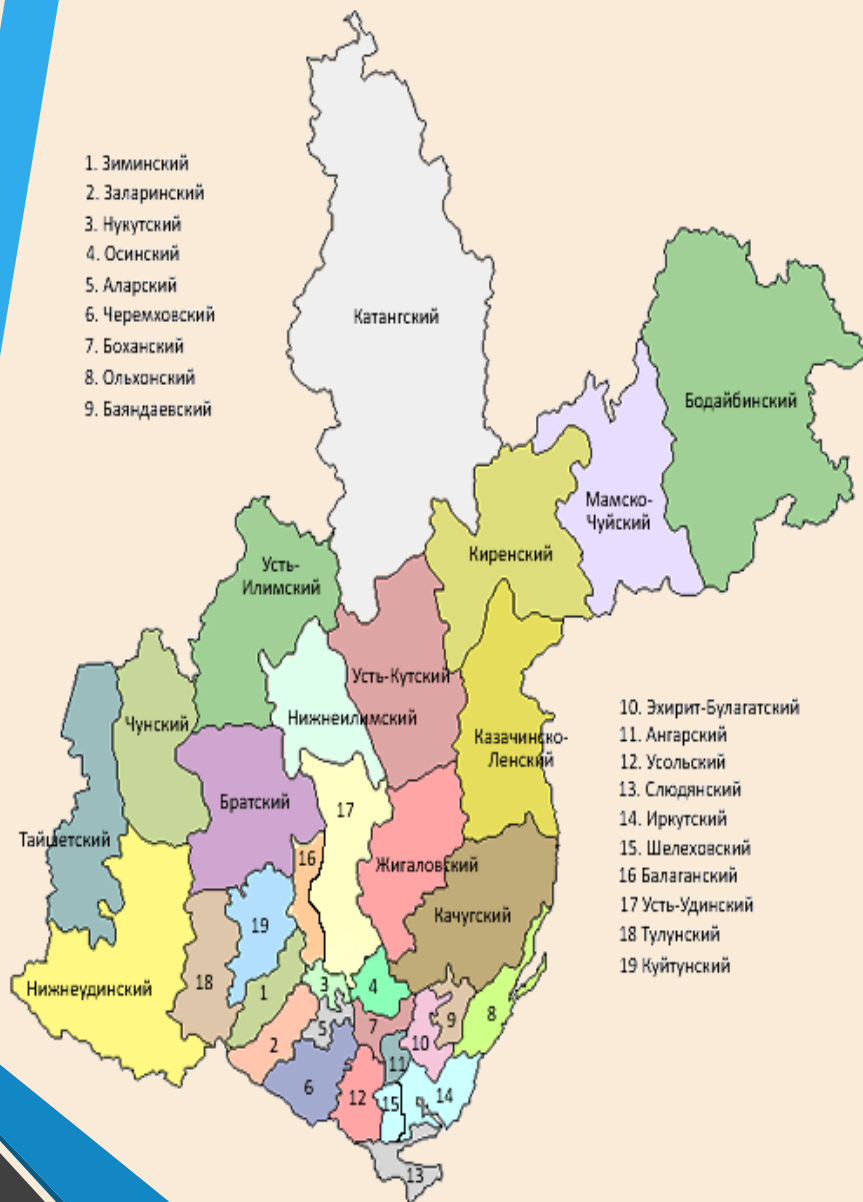 1. Зиминский
2. Заларинский
3. Нукутский
4. Осинский
5. Аларский
6. Черемховский
7. Боханский
8. Ольхонский
9. Баяндаевский
Катангский
Бодайбинский
Мамско-
Чуйский
Киренский
Усть-
Илимский
Усть-Кутский
Нижнеилимский
Чунский
Казачинско-
Ленский
Братский
17
Тайшетский
16
Жигаловский
Качугский
19
Нижнеудинский
18
1
3
4
8
9
5
7
10
2
11
6
12
15
14
13
10. Эхирит-Булагатский
11. Ангарский
12. Усольский
13. Слюдянский
14. Иркутский
15. Шелеховский
16 Балаганский
17 Усть-Удинский
18 Тулунский
19 Куйтунский